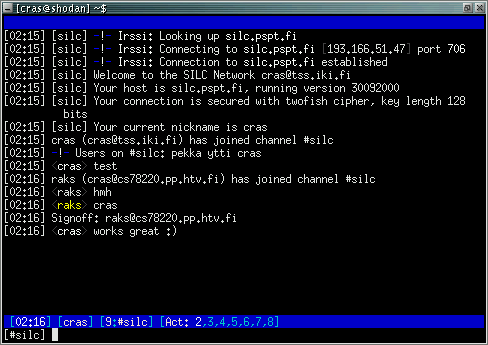 [cras@shodan] ~$
[02:15] [silc] -!- Irssi: Looking up silc.pspt.fi
[02:15] [silc] -!- Irssi: Connecting to silc.pspt.fi [193.166.51.47] port 706
[02:15] [silc] -!- Irssi: Connection to silc.pspt.fi established
[02:15] [silc] Welcome to the SILC Network cras@tss.iki.fi
[02:15] [silc] Your host is silc.pspt.fi, running version 30092000
[02:15] [silc] Your connection is secured with twofish cipher, key length 128
bits
[02:15] [silc] Your current nickname is cras
[02:15] cras (cras@tss.iki.fi) has joined channel #silc
[02:15] -!- Users on #silc: pekka ytti cras
[02:15] <cras> test
[02:16] raks (cras@cs78220.pp.htv.fi) has joined channel #silc
[02:16] <raks> hmh
[02:16] <raks> cras
[02:16] Signoff: raks@cs78220.pp.htv.fi
[02:16] <cras> works great :)
[02:16] [cras] [9:#silc] [Act: 2,3,4,5,6,7,8]
[#silc]